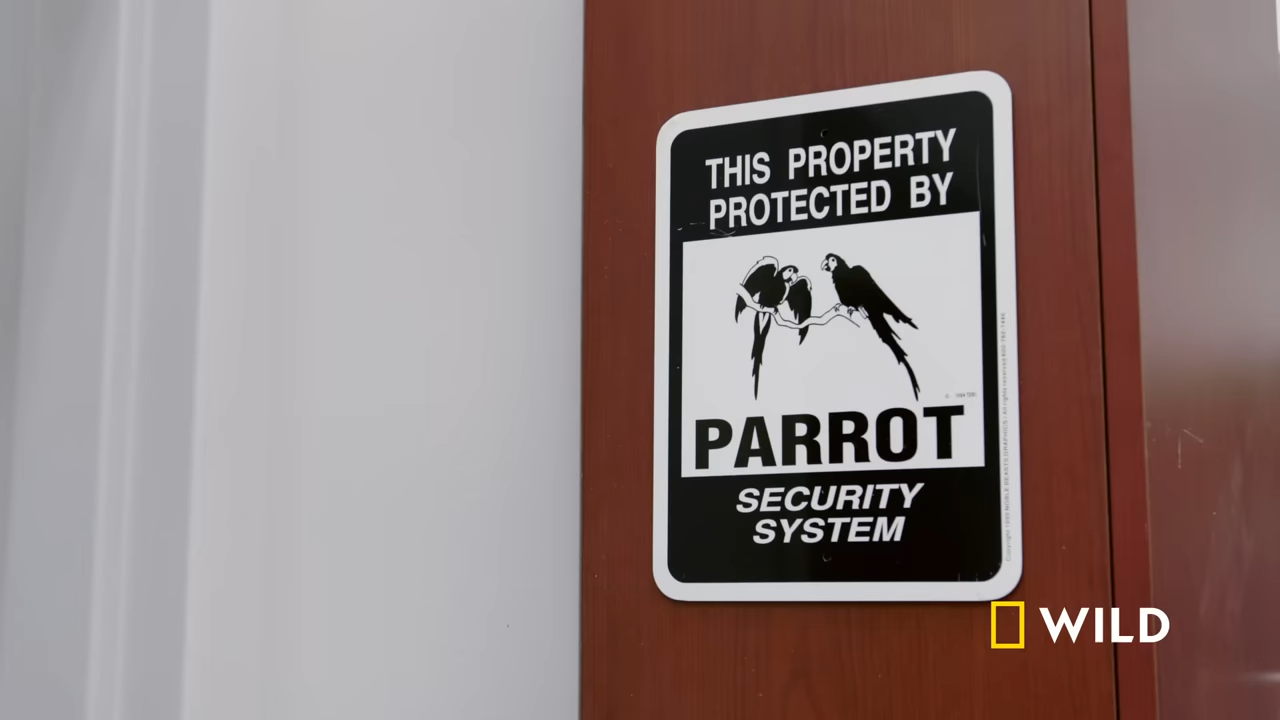 THIS PROPERTY
PROTECTED BY
PARROT
SECURITY
SYSTEM
WILD